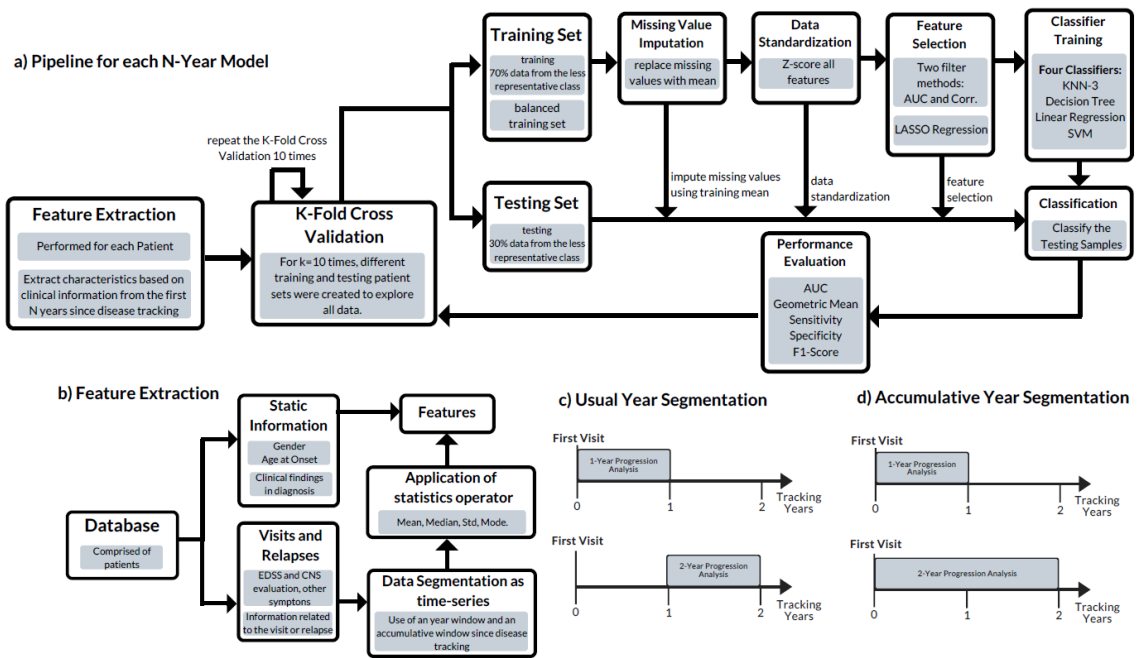 a) Pipeline for each N-Year Model
Feature Extraction
Performed for each Patient
Extract characteristics based on
clinical information from the first
N years since disease tracking
repeat the K-Fold Cross
Validation 10 times
K-Fold Cross
Validation
For k=10 times, different
training and testing patient
sets were created to explore
all data.
Training Set
training
70% data from the less
representative class
balanced
training set
Testing Set
testing
30% data from the less
representative class
Missing Value
Imputation
replace missing
values with mean
impute missing values
using training mean
Data
Standardization
Z-score all
features
data
standardization
Feature
Selection
Two filter
methods:
AUC and Corr.
LASSO Regression
feature
selection
Classifier
Training
Four Classifiers:
KNN-3
Decision Tree
Linear Regression
SVM
Classification
Classify the
Testing Samples
Performance
Evaluation
AUC
Geometric Mean
Sensitivity
Specificity
F1-Score
b) Feature Extraction
Database
Comprised of
patients
Static
Information
Gender
Age at Onset
Clinical findings
in diagnosis
Visits and
Relapses
EDSS and CNS
evaluation, other
symptons
Information related
to the visit or relapse
Features
Application of
statistics operator
Mean, Median, Std, Mode.
Data Segmentation as
time-series
Use of an year window and an
accumulative window since disease
tracking
c) Usual Year Segmentation
First Visit
1-Year Progression
Analysis
0
1
2
Tracking
Years
First Visit
2-Year Progression
Analysis
0
1
2
Tracking
Years
d) Accumulative Year Segmentation
First Visit
1-Year Progression
Analysis
0
1
2
Tracking
Years
First Visit
2-Year Progression Analysis
0
1
2
Tracking
Years